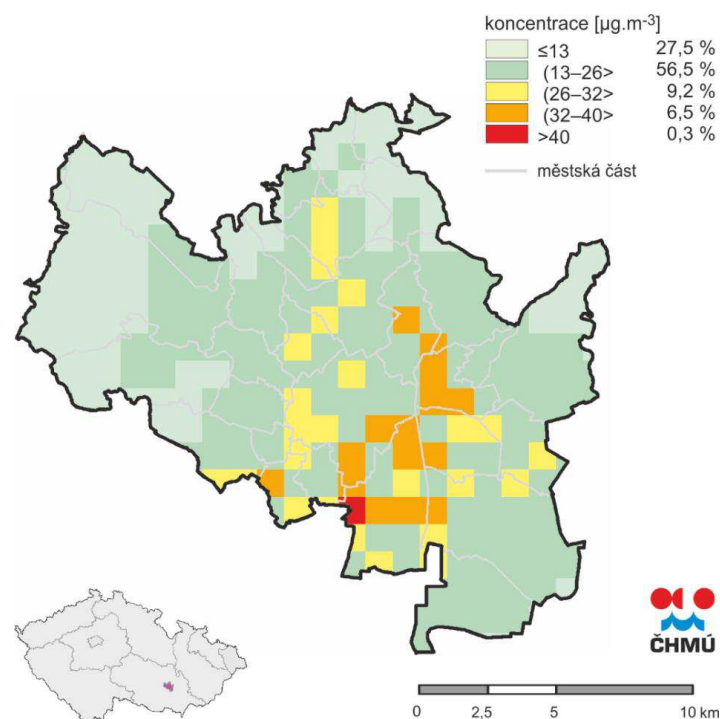 koncentrace [µg.m-3]
≤13 27,5 %
(13–26> 56,5 %
(26–32> 9,2 %
(32–40> 6,5 %
>40 0,3 %
městská část
ČHMÚ
0 2,5 5 10 km